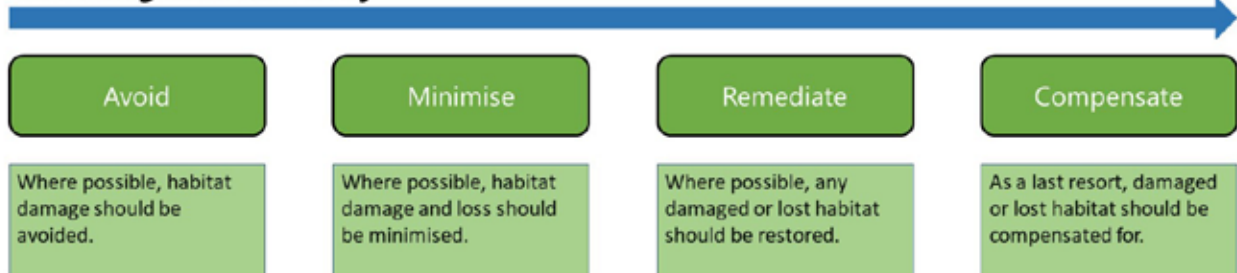 Avoid
Minimise
Remediate
Compensate
Where possible, habitat
damage should be
avoided.
Where possible, habitat
damage and loss should
be minimised.
Where possible, any
damaged or lost habitat
should be restored.
As a last resort, damaged
or lost habitat should be
compensated for.